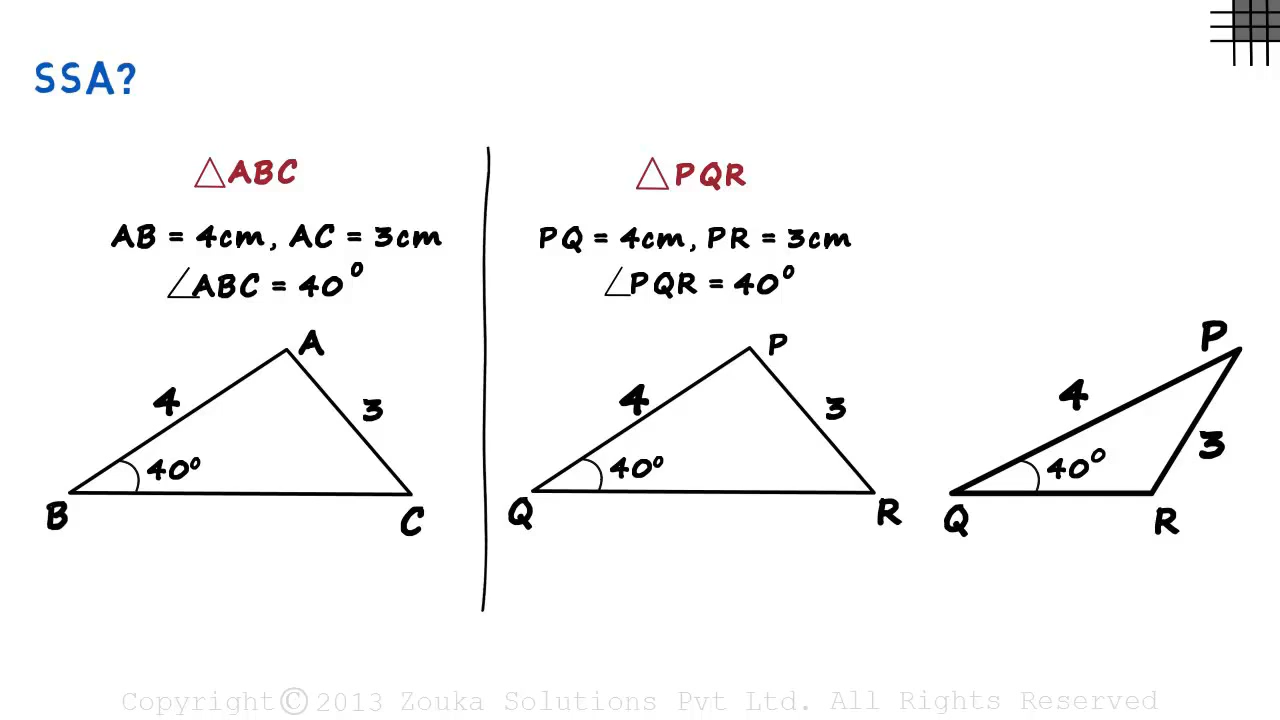 SSA?
△ABC
AB = 4cm, AC = 3cm
∠ABC = 40°
A
4
3
40°
B
C
△PQR
PQ = 4cm, PR = 3cm
∠PQR = 40°
P
4
3
40°
Q
R
P
4
3
40°
Q
R
Copyright© 2013 Zouka Solutions Pvt Ltd. All Rights Reserved